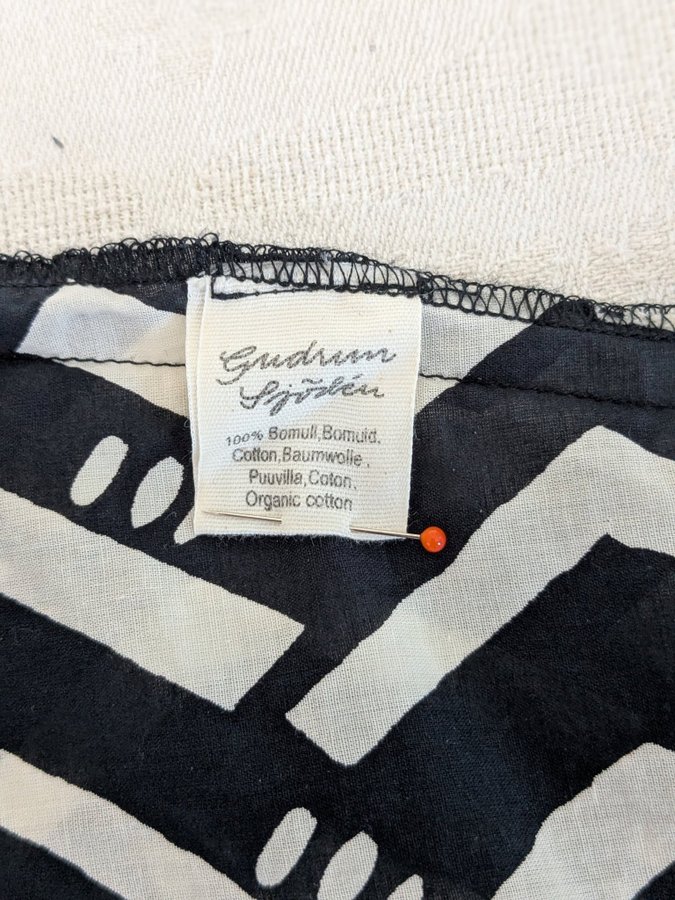 Gudrun
Sjödén
100% Bomull, Bomuld,
Cotton, Baumwolle,
Puuvilla, Coton,
Organic cotton